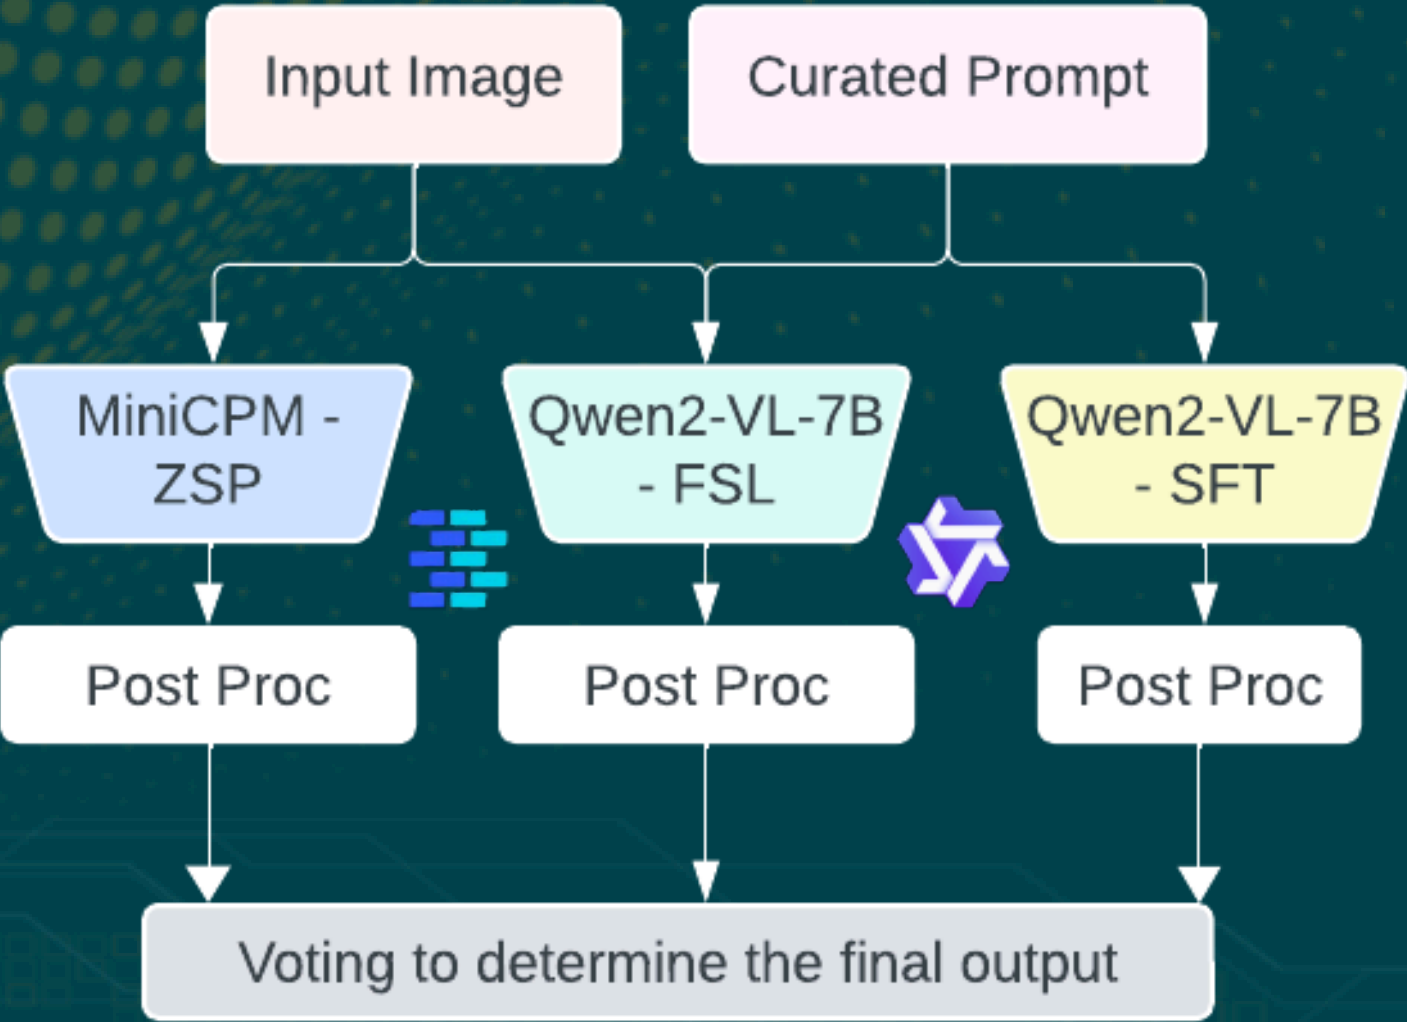 Input Image
Curated Prompt
MiniCPM -
ZSP
Qwen2-VL-7B
- FSL
Qwen2-VL-7B
- SFT
Post Proc
Post Proc
Post Proc
Voting to determine the final output